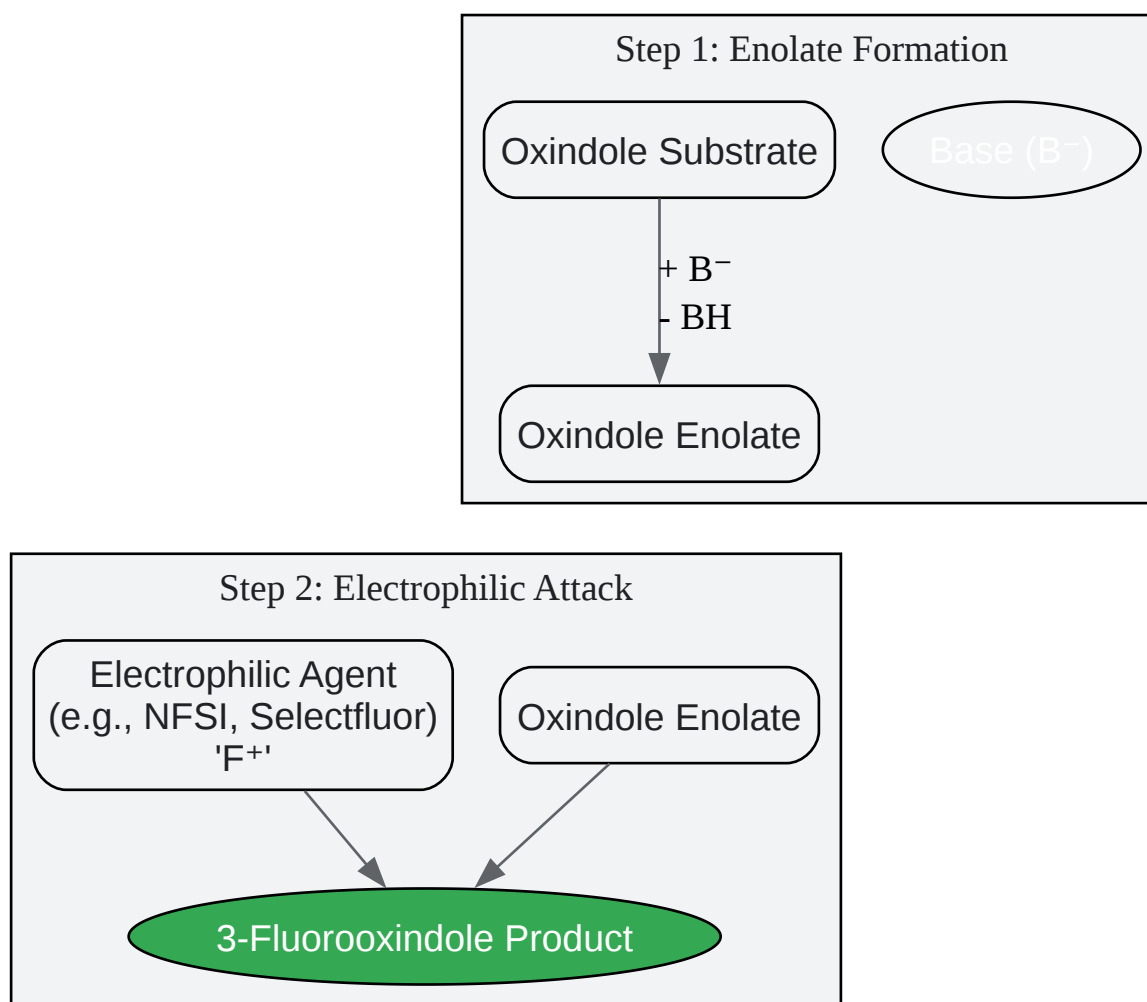 Step 1: Enolate Formation
Oxindole Substrate
Base (B⁻)
+ B⁻
- BH
Oxindole Enolate
Step 2: Electrophilic Attack
Electrophilic Agent
(e.g., NFSI, Selectfluor)
'F⁺'
Oxindole Enolate
3-Fluorooxindole Product